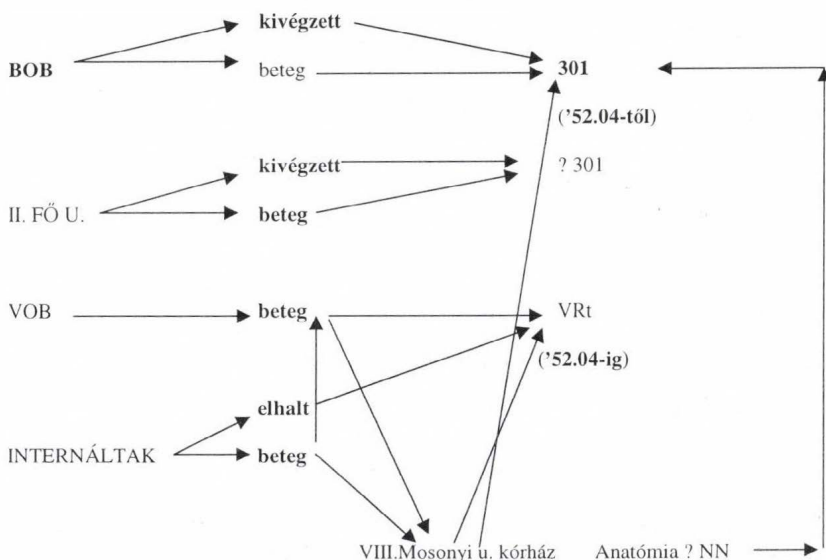 kivégzett
BOB beteg 301
('52.04-től)
kivégzett ? 301
II. FŐ U. beteg
VOB beteg VRt
('52.04-ig)
elhalt
INTERNÁLTAK beteg
VIII.Mosonyi u. kórház Anatómia ? NN